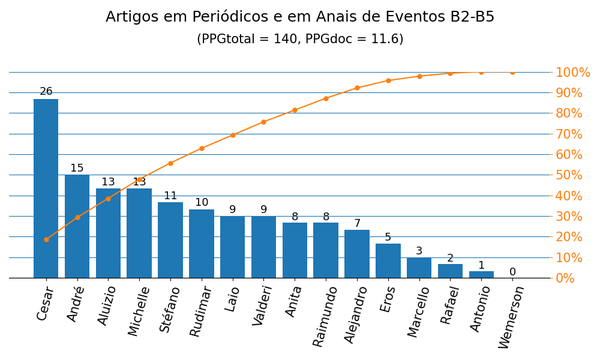 Artigos em Periódicos e em Anais de Eventos B2-B5
(PPGtotal = 140, PPGdoc = 11.6)
26
15
13
13
11
10
9
9
8
8
7
5
3
2
1
0
100%
90%
80%
70%
60%
50%
40%
30%
20%
10%
0%
Cesar
André
Aluizio
Michelle
Stéfano
Rudimar
Laio
Valderi
Anita
Raimundo
Alejandro
Eros
Marcello
Rafael
Antonio
Wemerson